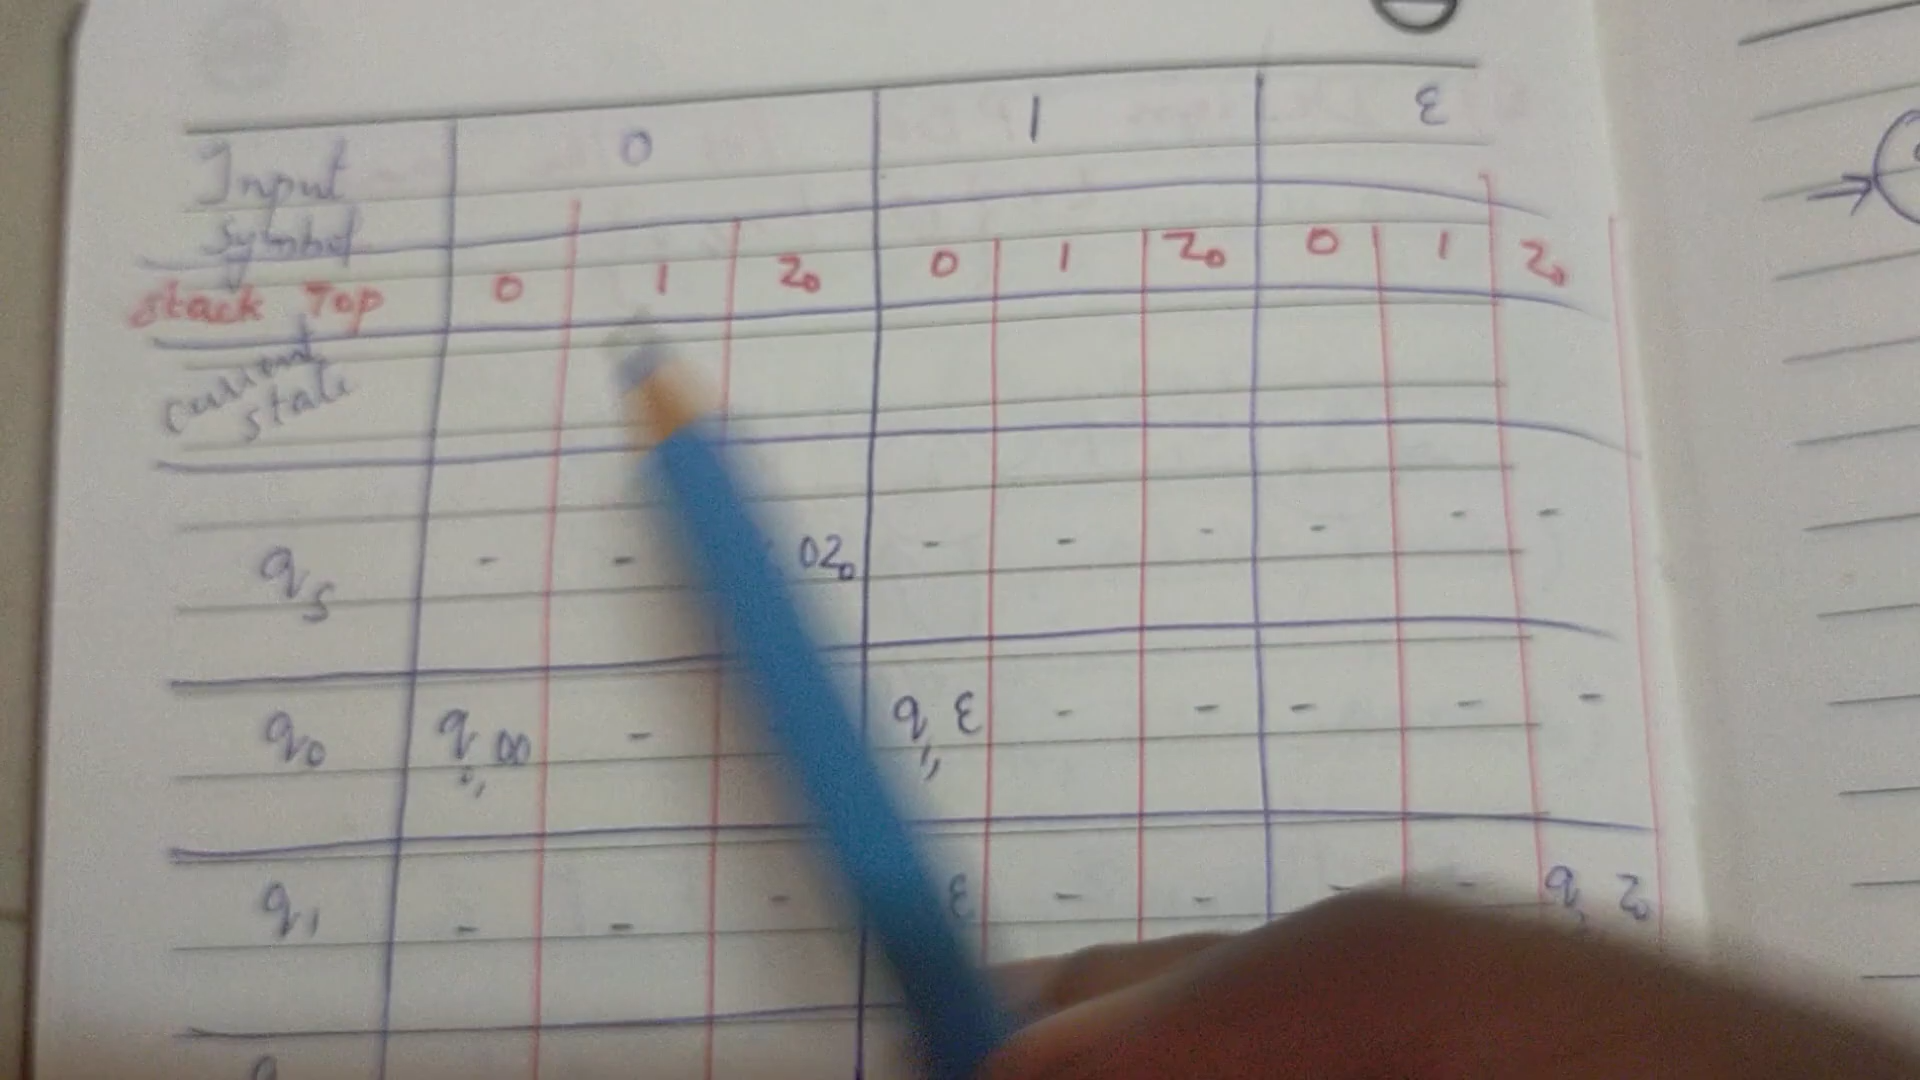 Input 0 1 ε
Symbol
Stack Top 0 1 Z₀ 0 1 Z₀ 0 1 Z₀
current
state
qs - - 0Z₀ - - - - - -
q₀ q₀, 00 - q₁, ε - - - - -
q₁ - - - ε - - - - q Z₀
q